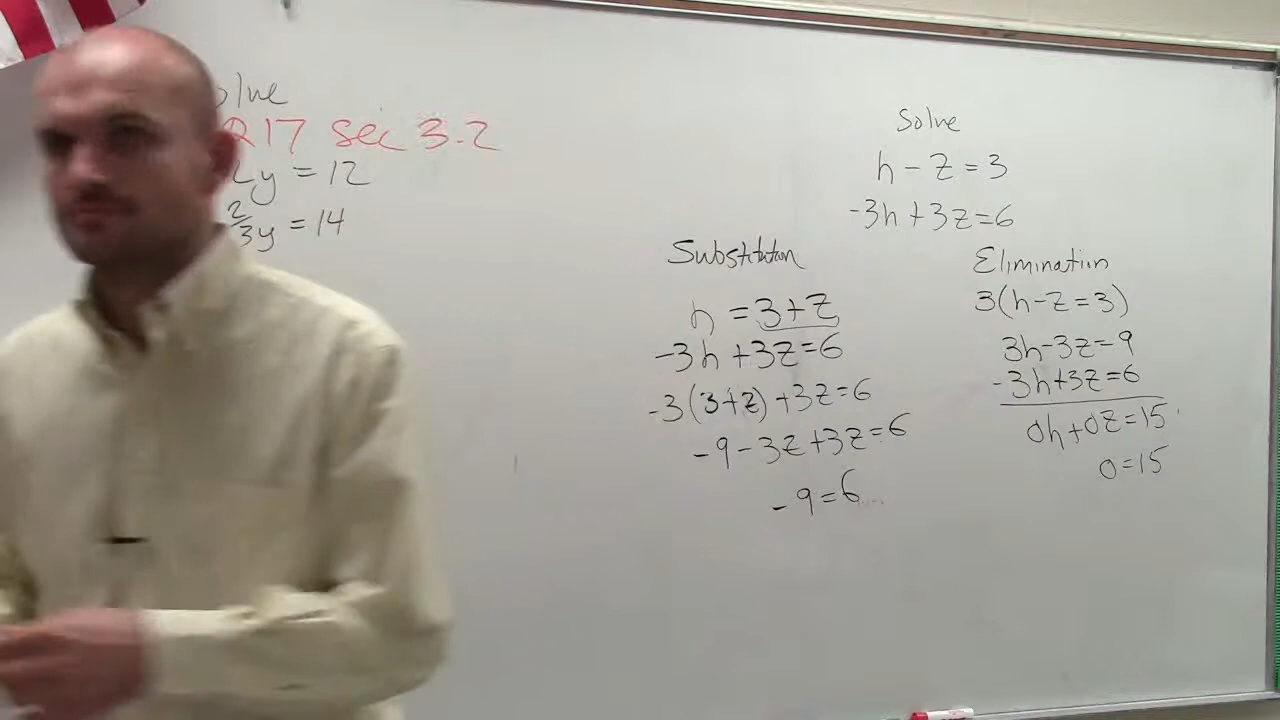 olve
Q17 sec 3.2
2y = 12
2/3y = 14
Solve
h - z = 3
-3h + 3z = 6
Substitution
h = 3 + z
-3h + 3z = 6
-3(3+z) + 3z = 6
-9 - 3z + 3z = 6
-9 = 6
Elimination
3(h - z = 3)
3h - 3z = 9
-3h + 3z = 6
0h + 0z = 15
0 = 15